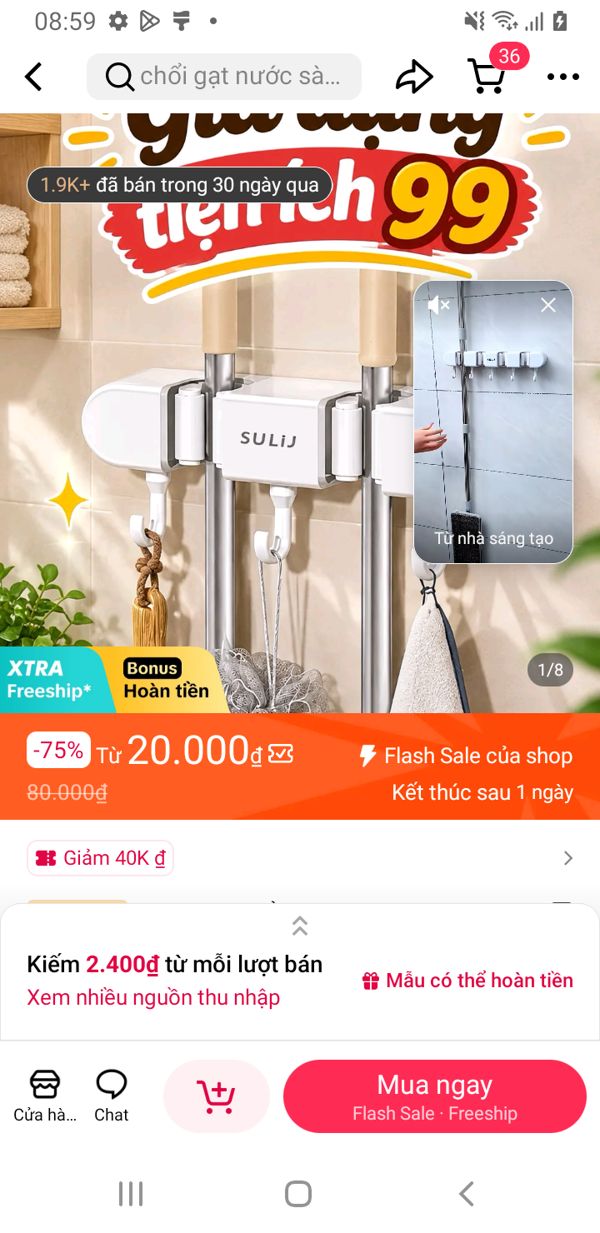 08:59
chổi gạt nước sà...
36
Gia dụng
1.9K+ đã bán trong 30 ngày qua
tiện ích 99
SULIJ
Từ nhà sáng tạo
XTRA
Freeship*
Bonus
Hoàn tiền
1/8
-75% Từ 20.000₫
Flash Sale của shop
80.000₫
Kết thúc sau 1 ngày
Giảm 40K ₫
Kiếm 2.400₫ từ mỗi lượt bán
Xem nhiều nguồn thu nhập
Mẫu có thể hoàn tiền
Cửa hà...
Chat
Mua ngay
Flash Sale · Freeship